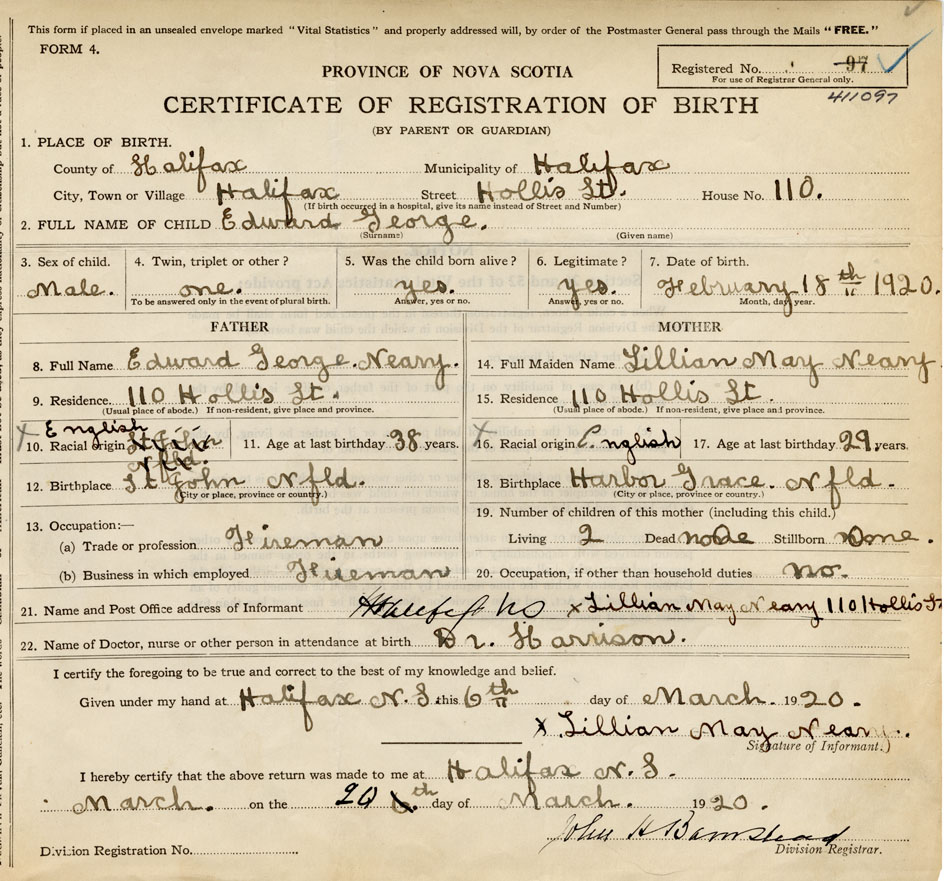 This form if placed in an unsealed envelope marked "Vital Statistics" and properly addressed will, by order of the Postmaster General pass through the Mails "FREE."
FORM 4.
Registered No. 97
For use of Registrar General only.
411097
PROVINCE OF NOVA SCOTIA
CERTIFICATE OF REGISTRATION OF BIRTH
(BY PARENT OR GUARDIAN)
1. PLACE OF BIRTH.
County of Halifax Municipality of Halifax
City, Town or Village Halifax Street Hollis St. House No. 110.
(If birth occurred in a hospital, give its name instead of Street and Number)
2. FULL NAME OF CHILD Edward George.
(Surname) (Given name)
3. Sex of child. 4. Twin, triplet or other? 5. Was the child born alive? 6. Legitimate? 7. Date of birth.
Male. one. yes. yes. February 18th 1920.
To be answered only in the event of plural birth. Answer, yes or no. Answer, yes or no. Month, day, year.
FATHER MOTHER
8. Full Name Edward George. Neary. 14. Full Maiden Name Lillian May Neary
9. Residence. 110 Hollis St. 15. Residence 110 Hollis St.
(Usual place of abode.) If non-resident, give place and province. (Usual place of abode.) If non-resident, give place and province.
English
10. Racial origin 11. Age at last birthday 38 years. 16. Racial origin English 17. Age at last birthday 29 years.
Nfld.
12. Birthplace St John Nfld. 18. Birthplace Harbor Grace. Nfld.
(City or place, province or country.) (City or place, province or country.)
13. Occupation:— 19. Number of children of this mother (including this child.)
(a) Trade or profession Fireman Living 2 Dead none Stillborn None.
(b) Business in which employed Fireman 20. Occupation, if other than household duties no.
21. Name and Post Office address of Informant Halifax NS x Lillian May Neary 110 Hollis St
22. Name of Doctor, nurse or other person in attendance at birth Dr. Harrison.
I certify the foregoing to be true and correct to the best of my knowledge and belief.
Given under my hand at Halifax N.S. this 6th day of March. 1920.
x Lillian May Neary.
Signature of Informant.)
I hereby certify that the above return was made to me at Halifax N.S.
March. on the 20 th day of March. 1920.
John H Barnstead
Division Registrar.
Division Registration No.